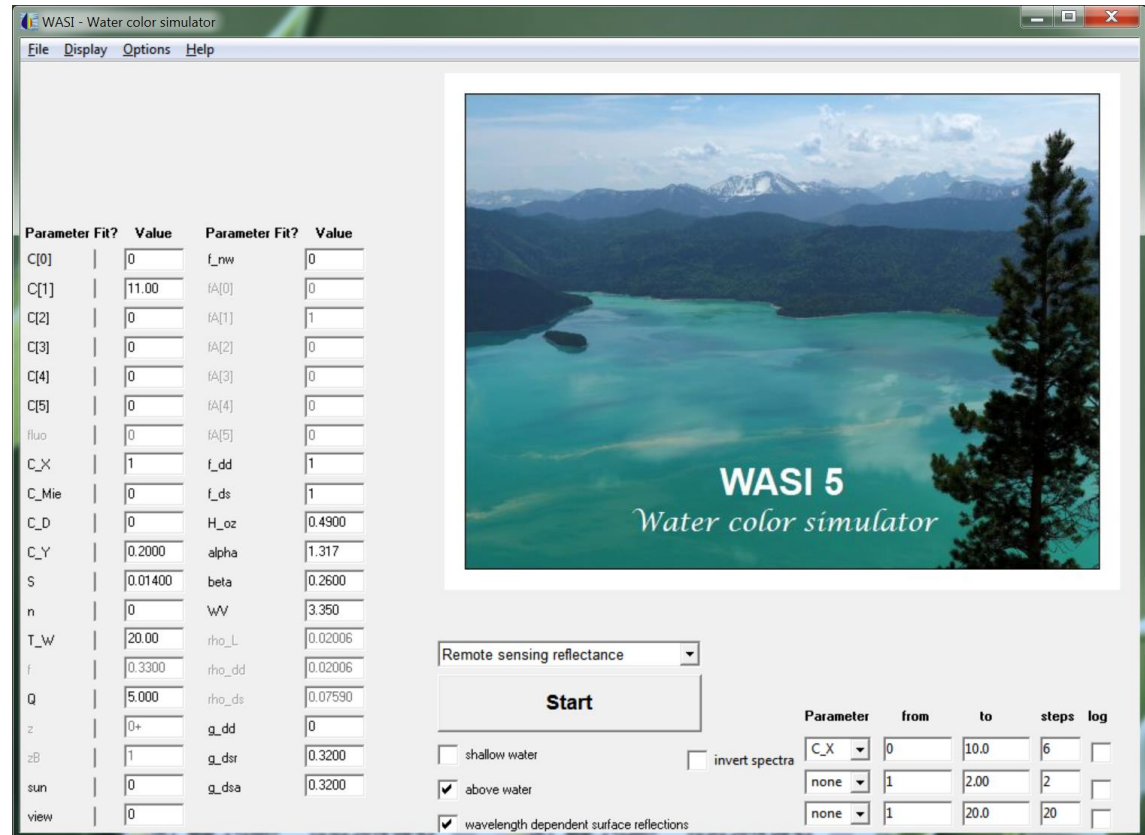 WASI - Water color simulator
File Display Options Help
Parameter Fit? Value Parameter Fit? Value
C[0] 0 f_nw 0
C[1] 11.00 fA[0] 0
C[2] 0 fA[1] 1
C[3] 0 fA[2] 0
C[4] 0 fA[3] 0
C[5] 0 fA[4] 0
fluo 0 fA[5] 0
C_X 1 f_dd 1
C_Mie 0 f_ds 1
C_D 0 H_oz 0.4900
C_Y 0.2000 alpha 1.317
S 0.01400 beta 0.2600
n 0 WV 3.350
T_W 20.00 rho_L 0.02006
f 0.3300 rho_dd 0.02006
Q 5.000 rho_ds 0.07590
z 0+ g_dd 0
zB 1 g_dsr 0.3200
sun 0 g_dsa 0.3200
view 0
WASI 5
Water color simulator
Remote sensing reflectance
Start
shallow water
above water
wavelength dependent surface reflections
invert spectra
Parameter from to steps log
C_X 0 10.0 6
none 1 2.00 2
none 1 20.0 20